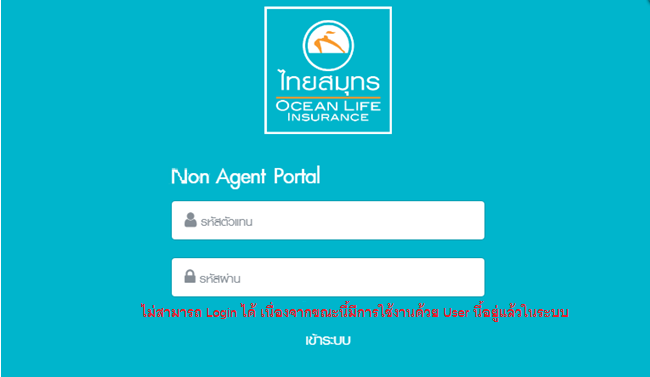 ไทยสมุทร
OCEAN LIFE
INSURANCE
Non Agent Portal
รหัสตัวแทน
รหัสผ่าน
ไม่สามารถ Login ได้ เนื่องจากขณะนี้มีการใช้งานด้วย User นี้อยู่แล้วในระบบ
เข้าระบบ